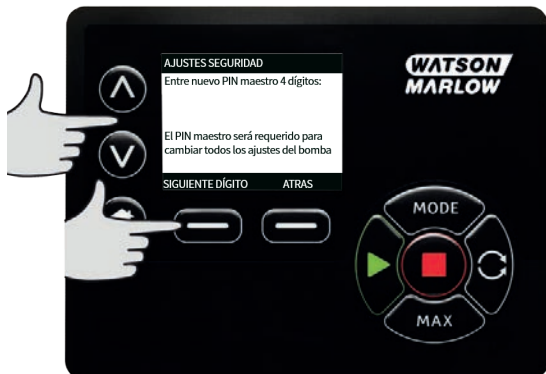 AJUSTES SEGURIDAD
Entre nuevo PIN maestro 4 dígitos:
El PIN maestro será requerido para
cambiar todos los ajustes del bomba
SIGUIENTE DÍGITO ATRAS
WATSON
MARLOW
MODE
MAX